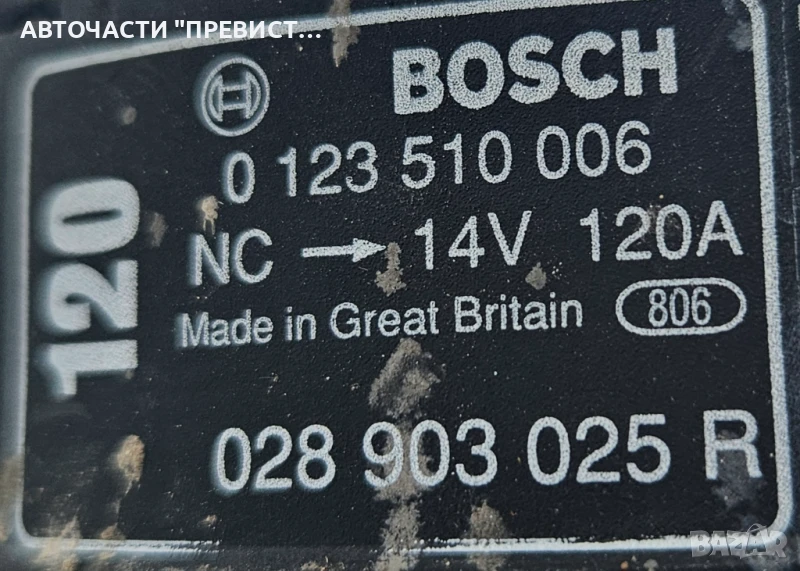 АВТОЧАСТИ "ПРЕВИСТ...
BOSCH
0 123 510 006
NC → 14V 120A
Made in Great Britain 806
028 903 025 R
120
BAZAR